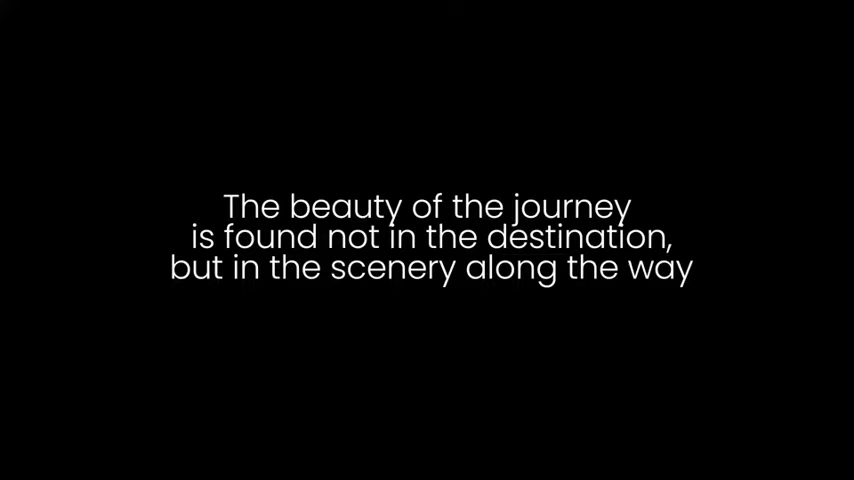 The beauty of the journey
is found not in the destination,
but in the scenery along the way